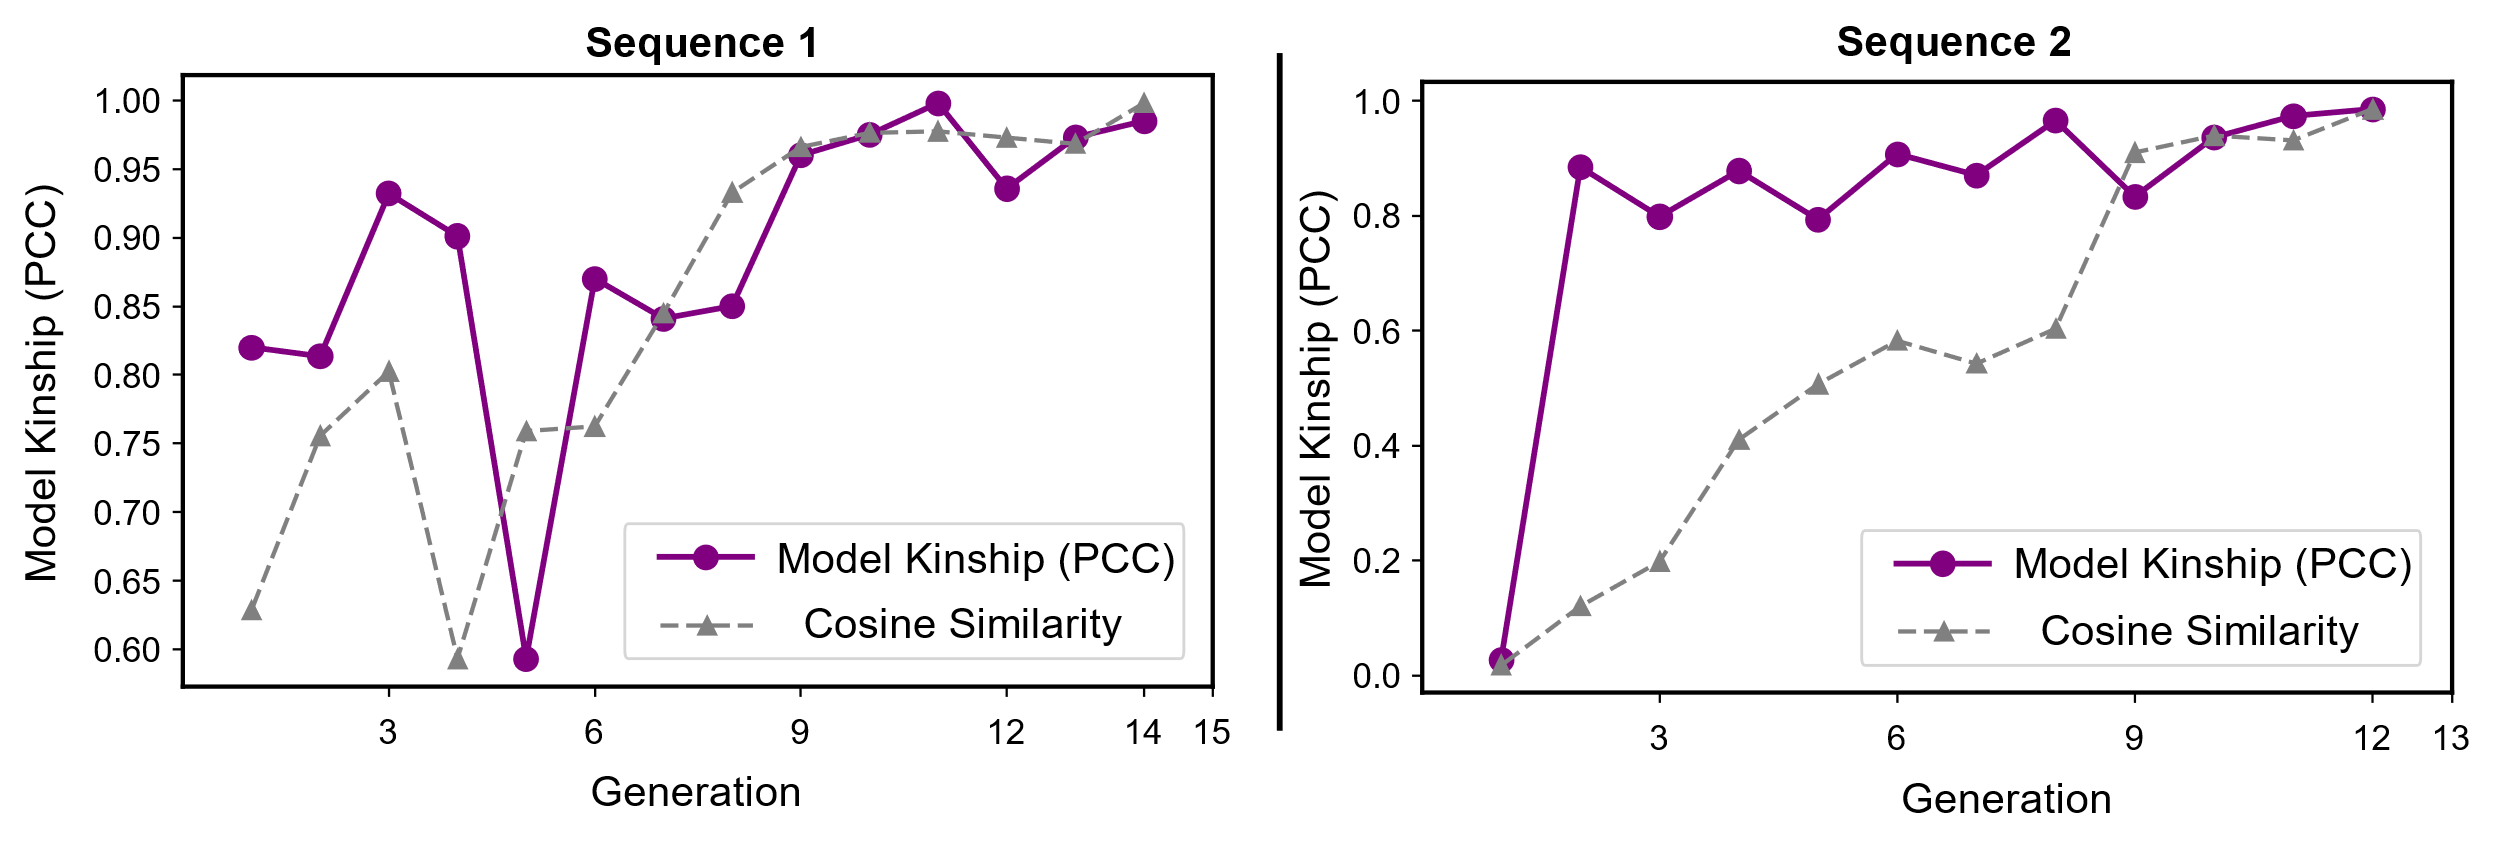 Sequence 1
Model Kinship (PCC)
1.00
0.95
0.90
0.85
0.80
0.75
0.70
0.65
0.60
Model Kinship (PCC)
Cosine Similarity
3
6
9
12
14
15
Generation
Sequence 2
Model Kinship (PCC)
1.0
0.8
0.6
0.4
0.2
0.0
Model Kinship (PCC)
Cosine Similarity
3
6
9
12
13
Generation